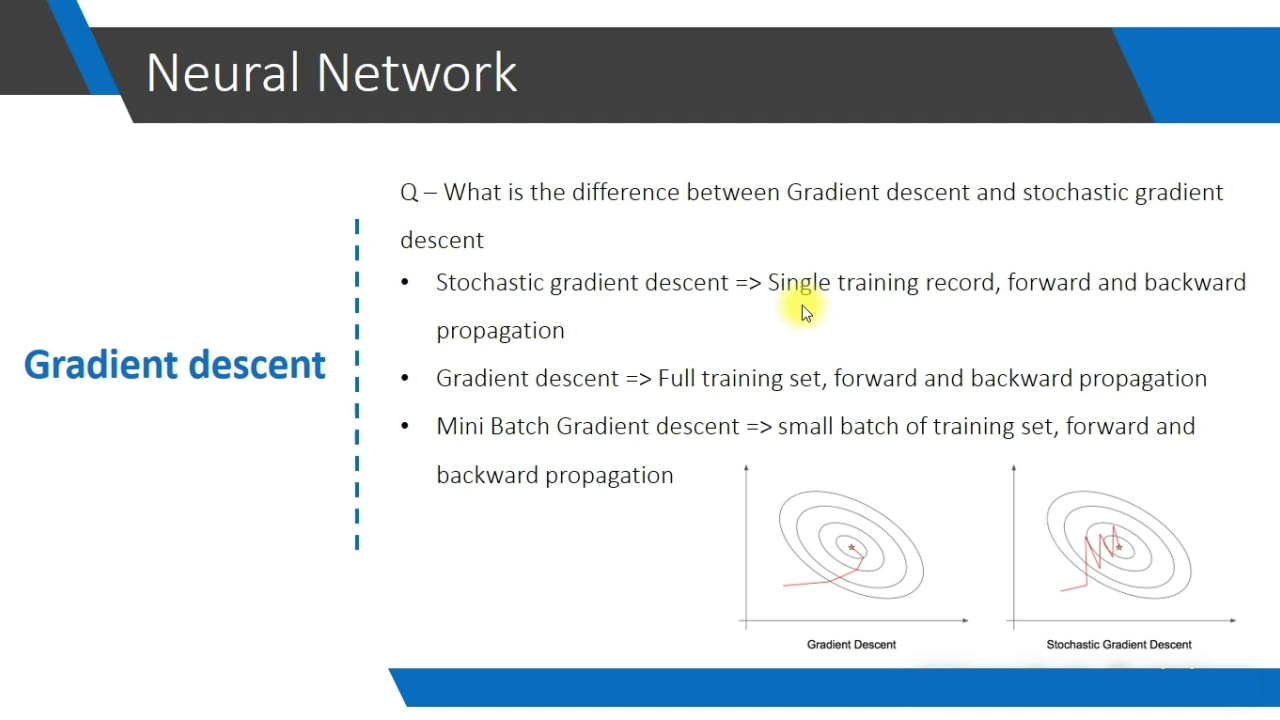 Neural Network
Q – What is the difference between Gradient descent and stochastic gradient
descent
• Stochastic gradient descent => Single training record, forward and backward
propagation
Gradient descent
• Gradient descent => Full training set, forward and backward propagation
• Mini Batch Gradient descent => small batch of training set, forward and
backward propagation
Gradient Descent
Stochastic Gradient Descent